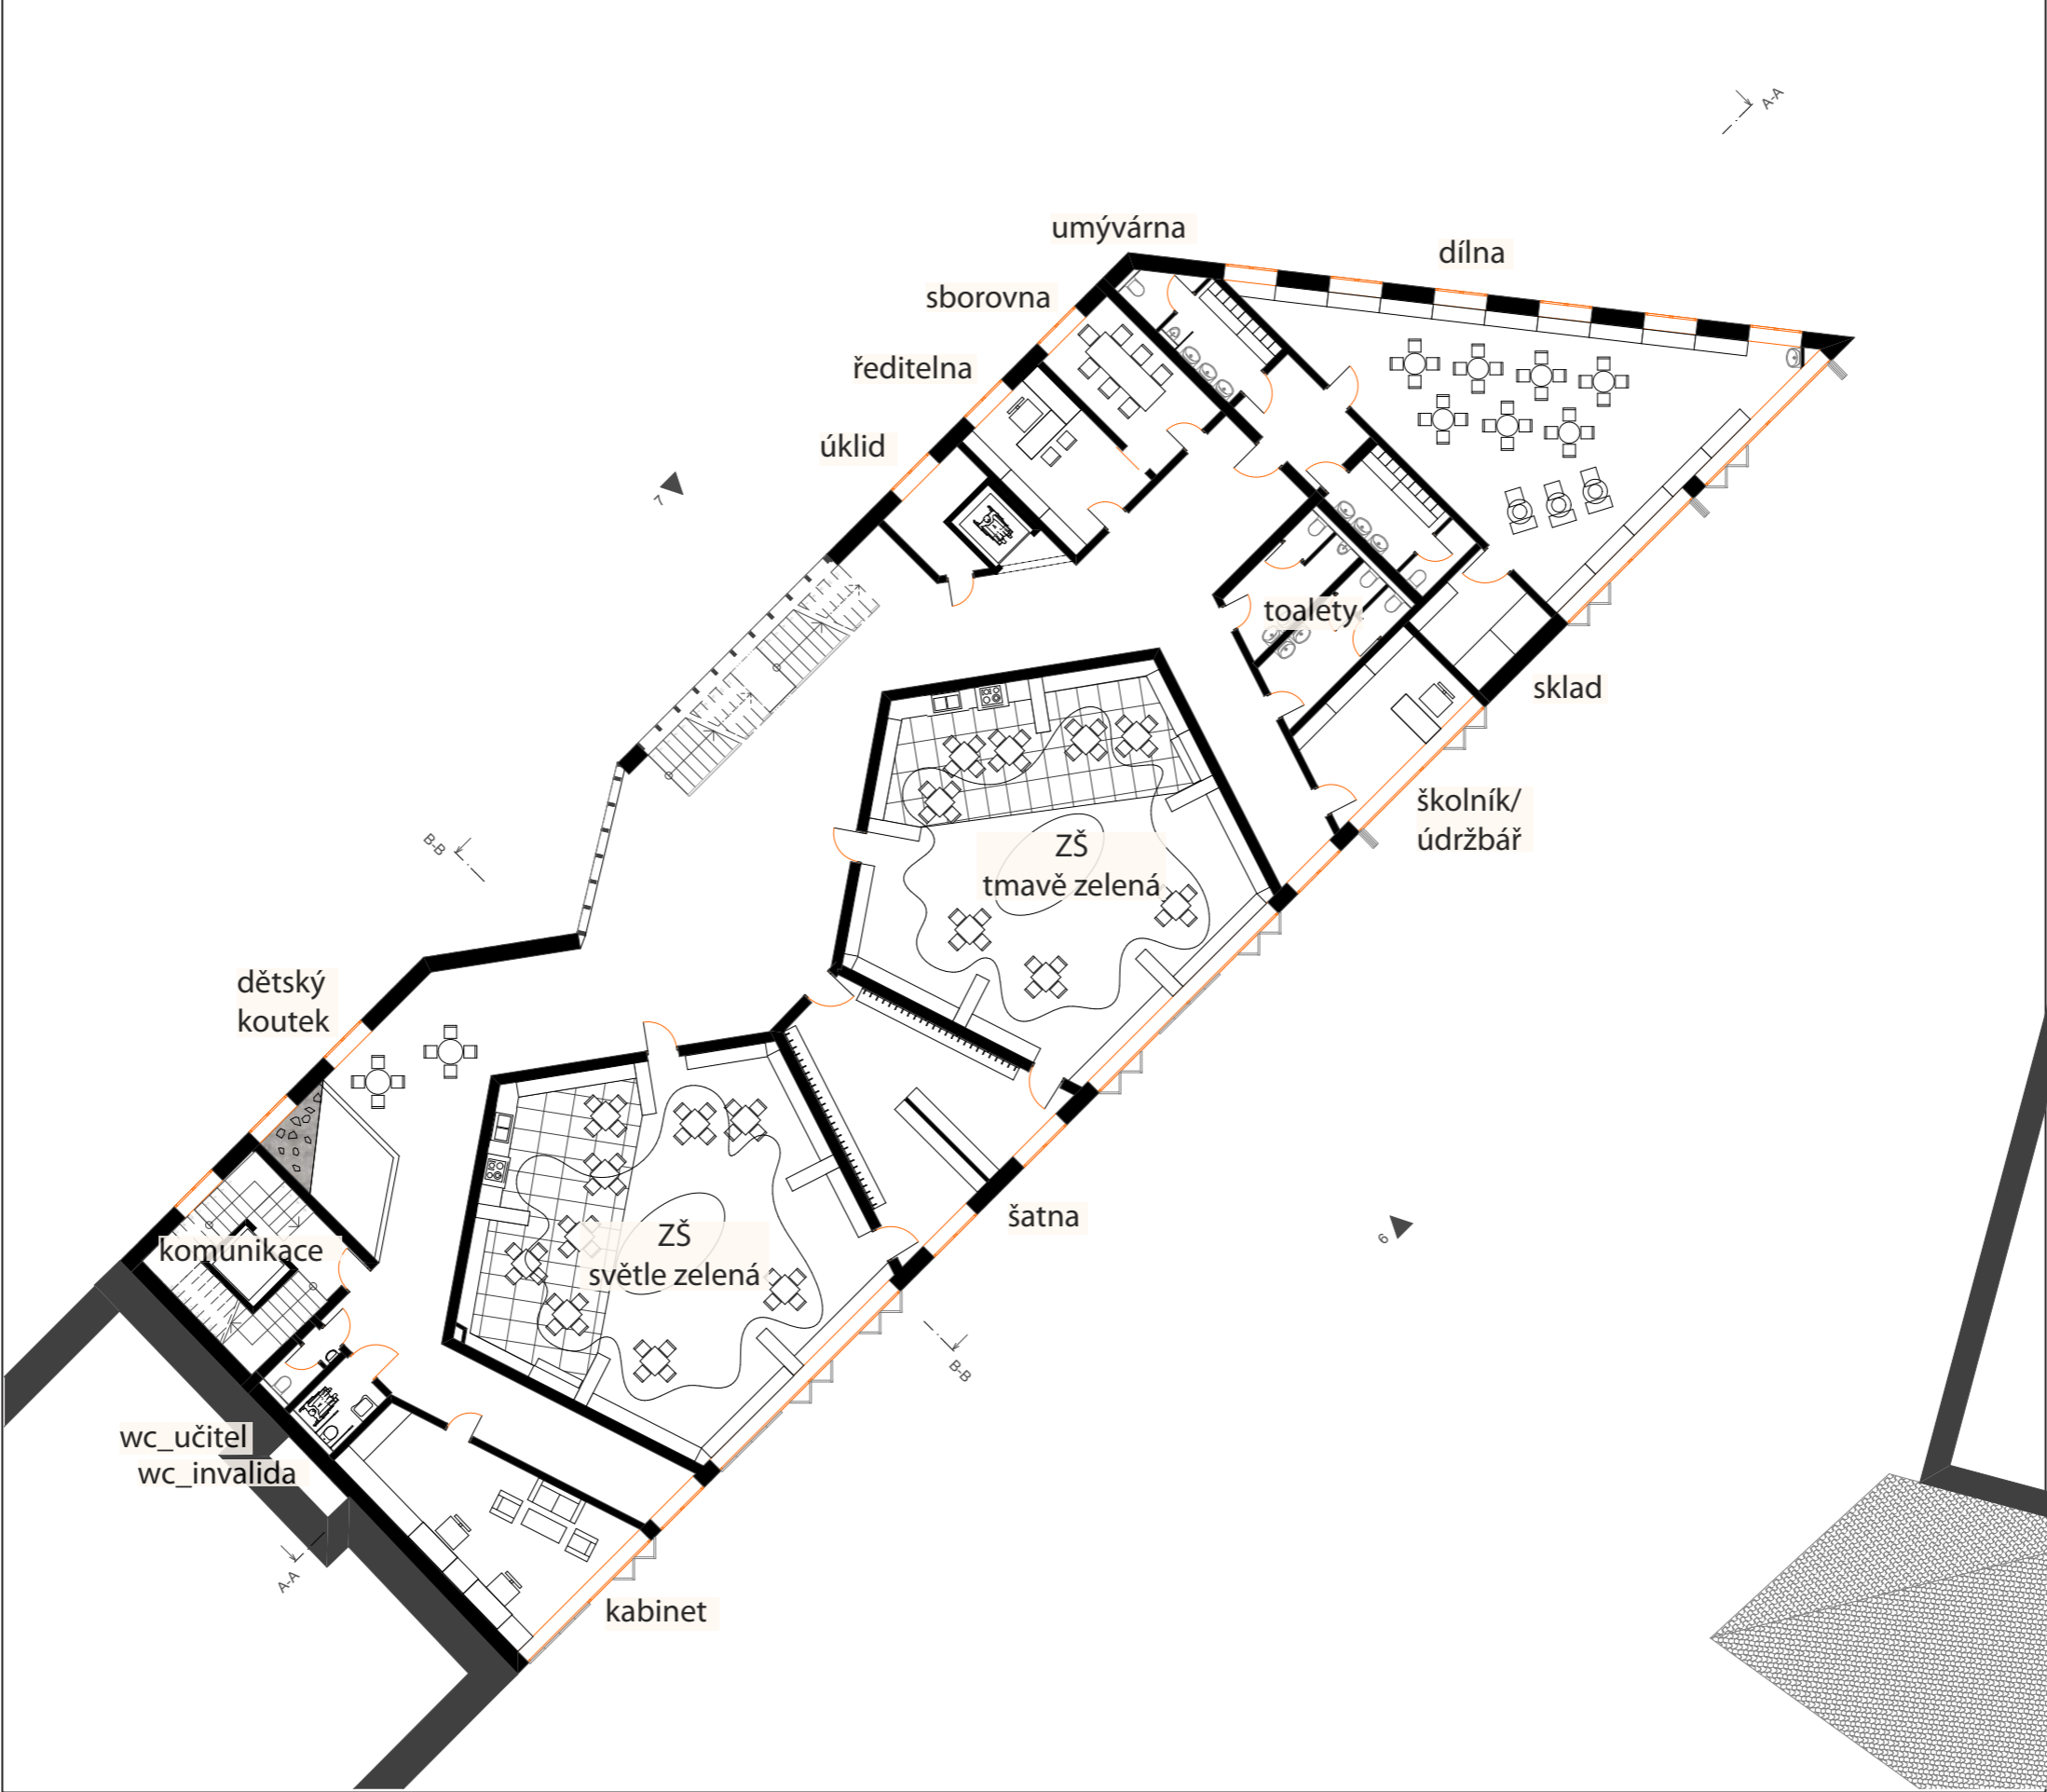 A-A
umývárna
dílna
sborovna
ředitelna
úklid
7
toalety
sklad
školník/
údržbář
B-B
ZŠ
tmavě zelená
dětský
koutek
šatna
6
ZŠ
světle zelená
komunikace
B-B
wc_učitel
wc_invalida
A-A
kabinet